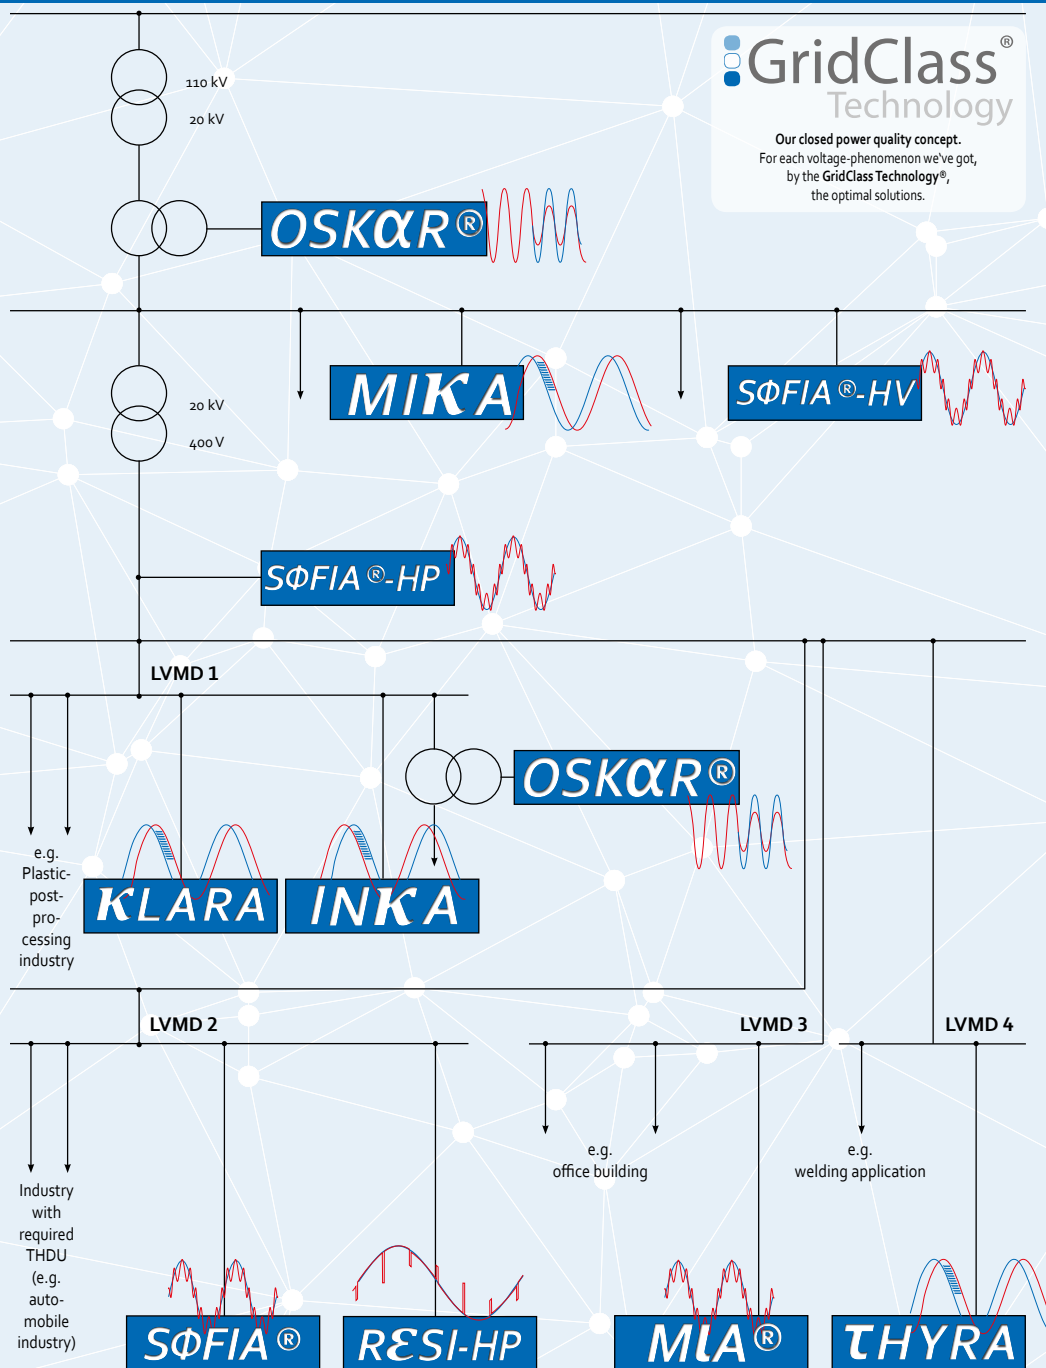 GridClass®
Technology
Our closed power quality concept.
For each voltage-phenomenon we've got,
by the GridClass Technology®,
the optimal solutions.
110 kV
20 kV
OSKαR®
MIKA
SΦFIA®-HV
20 kV
400 V
SΦFIA®-HP
LVMD 1
OSKαR®
e.g.
Plastic-
post-
pro-
cessing
industry
κLARA
INκA
LVMD 2
LVMD 3
LVMD 4
e.g.
office building
e.g.
welding application
Industry
with
required
THDU
(e.g.
auto-
mobile
industry)
SΦFIA®
RƐSI-HP
MιA®
τHYRA